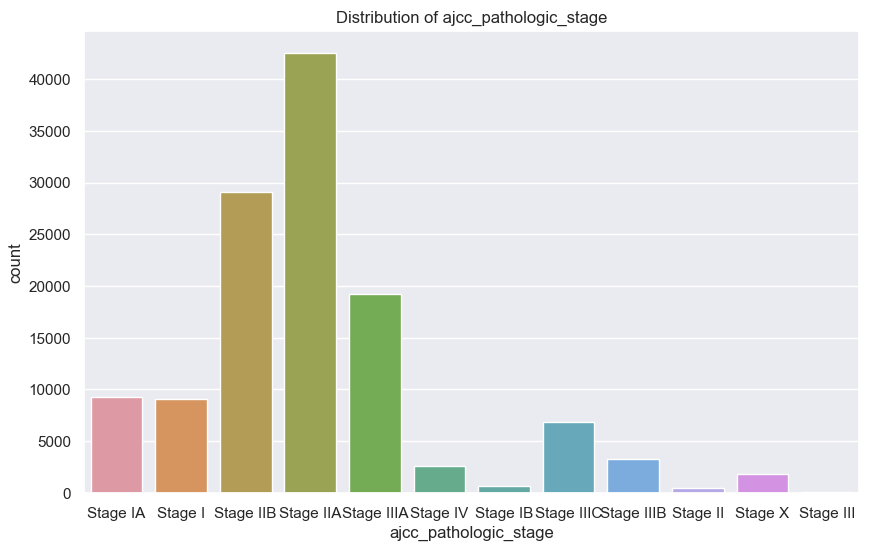 Distribution of ajcc_pathologic_stage
40000
35000
30000
25000
20000
15000
10000
5000
0
count
Stage IA Stage I Stage IIB Stage IIA Stage IIIA Stage IV Stage IB Stage IIIC Stage IIIB Stage II Stage X Stage III
ajcc_pathologic_stage